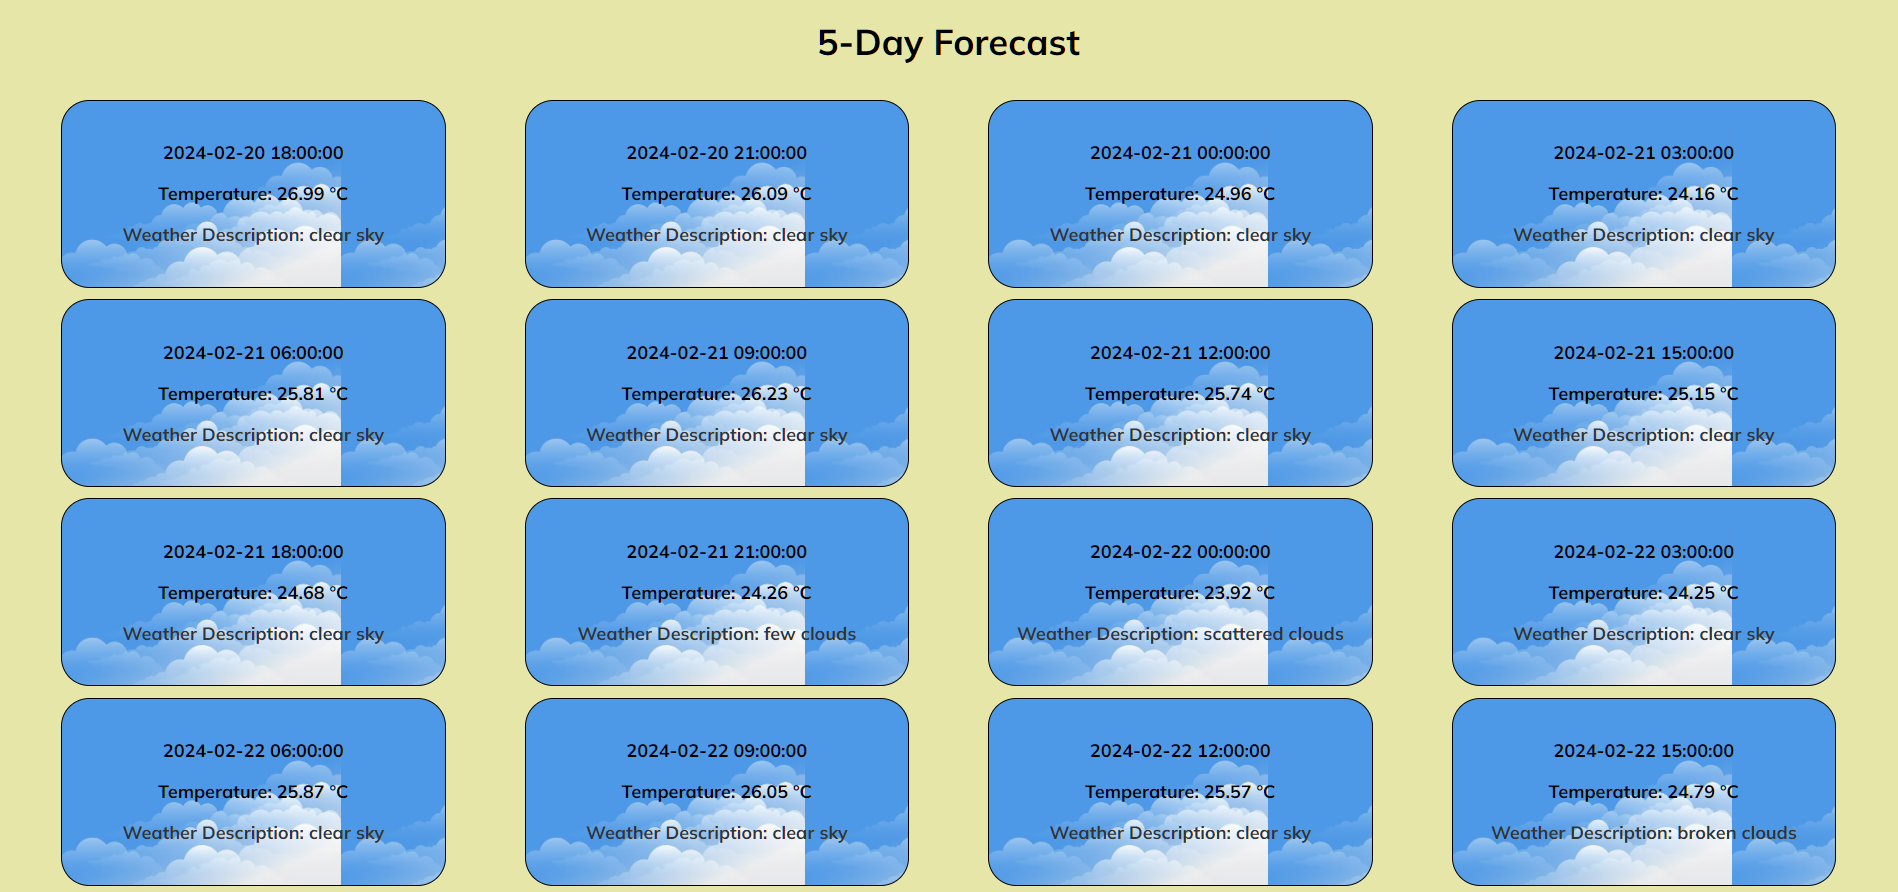 5-Day Forecast
2024-02-20 18:00:00
Temperature: 26.99 °C
Weather Description: clear sky
2024-02-20 21:00:00
Temperature: 26.09 °C
Weather Description: clear sky
2024-02-21 00:00:00
Temperature: 24.96 °C
Weather Description: clear sky
2024-02-21 03:00:00
Temperature: 24.16 °C
Weather Description: clear sky
2024-02-21 06:00:00
Temperature: 25.81 °C
Weather Description: clear sky
2024-02-21 09:00:00
Temperature: 26.23 °C
Weather Description: clear sky
2024-02-21 12:00:00
Temperature: 25.74 °C
Weather Description: clear sky
2024-02-21 15:00:00
Temperature: 25.15 °C
Weather Description: clear sky
2024-02-21 18:00:00
Temperature: 24.68 °C
Weather Description: clear sky
2024-02-21 21:00:00
Temperature: 24.26 °C
Weather Description: few clouds
2024-02-22 00:00:00
Temperature: 23.92 °C
Weather Description: scattered clouds
2024-02-22 03:00:00
Temperature: 24.25 °C
Weather Description: clear sky
2024-02-22 06:00:00
Temperature: 25.87 °C
Weather Description: clear sky
2024-02-22 09:00:00
Temperature: 26.05 °C
Weather Description: clear sky
2024-02-22 12:00:00
Temperature: 25.57 °C
Weather Description: clear sky
2024-02-22 15:00:00
Temperature: 24.79 °C
Weather Description: broken clouds